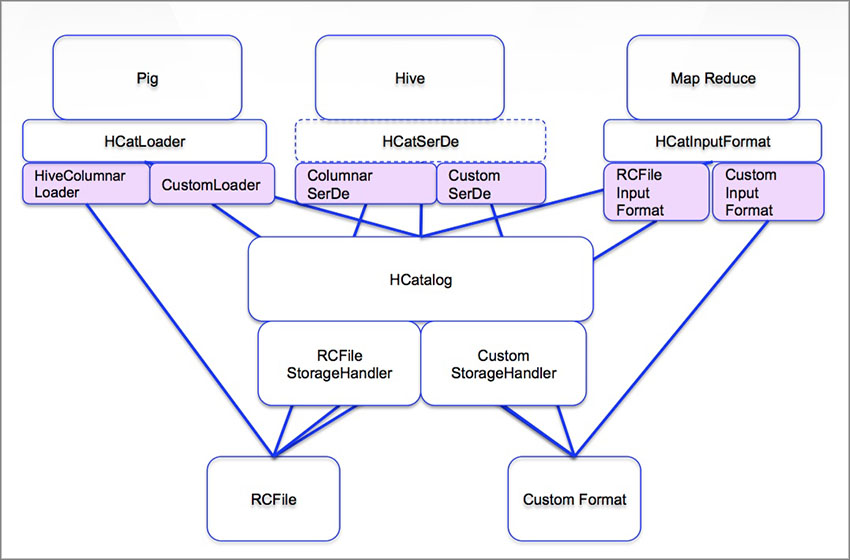 Pig
Hive
Map Reduce
HCatLoader
HCatSerDe
HCatInputFormat
HiveColumnar
Loader
CustomLoader
Columnar
SerDe
Custom
SerDe
RCFile
Input
Format
Custom
Input
Format
HCatalog
RCFile
StorageHandler
Custom
StorageHandler
RCFile
Custom Format